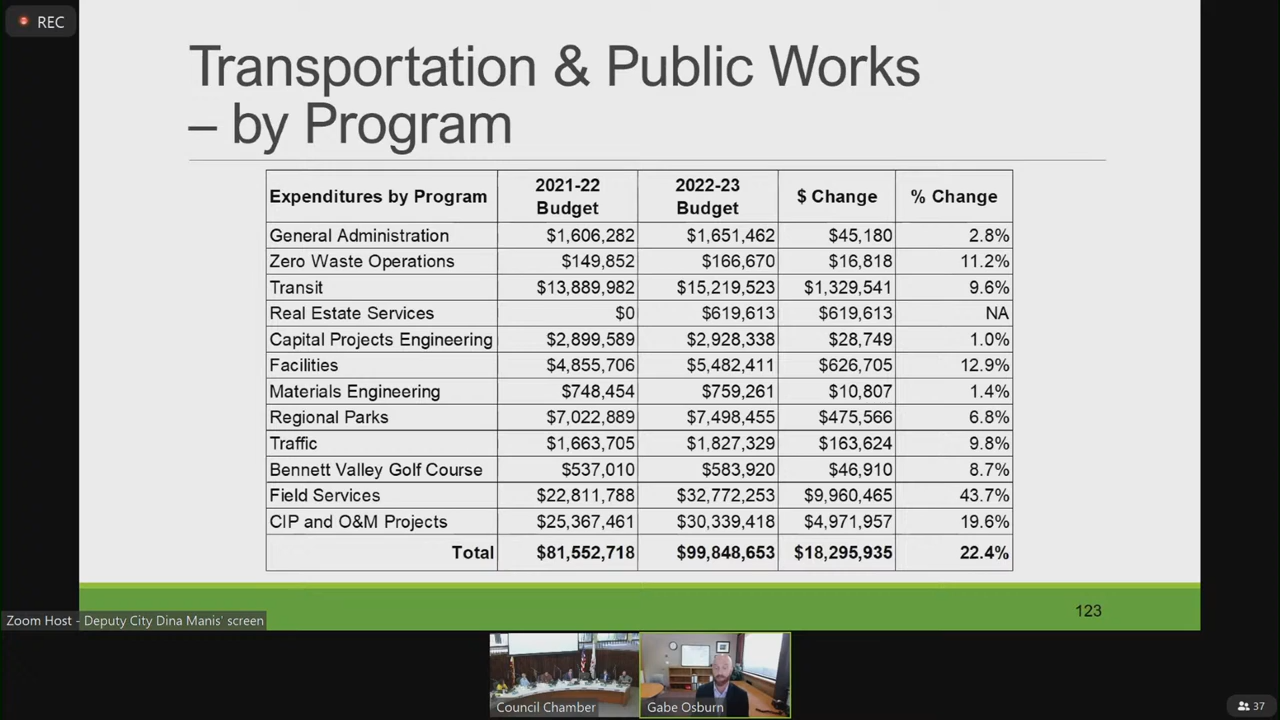 REC
Transportation & Public Works
– by Program
Expenditures by Program 2021-22 Budget 2022-23 Budget $ Change % Change
General Administration $1,606,282 $1,651,462 $45,180 2.8%
Zero Waste Operations $149,852 $166,670 $16,818 11.2%
Transit $13,889,982 $15,219,523 $1,329,541 9.6%
Real Estate Services $0 $619,613 $619,613 NA
Capital Projects Engineering $2,899,589 $2,928,338 $28,749 1.0%
Facilities $4,855,706 $5,482,411 $626,705 12.9%
Materials Engineering $748,454 $759,261 $10,807 1.4%
Regional Parks $7,022,889 $7,498,455 $475,566 6.8%
Traffic $1,663,705 $1,827,329 $163,624 9.8%
Bennett Valley Golf Course $537,010 $583,920 $46,910 8.7%
Field Services $22,811,788 $32,772,253 $9,960,465 43.7%
CIP and O&M Projects $25,367,461 $30,339,418 $4,971,957 19.6%
Total $81,552,718 $99,848,653 $18,295,935 22.4%
123
Zoom Host - Deputy City Dina Manis' screen
Council Chamber
Gabe Osburn
37